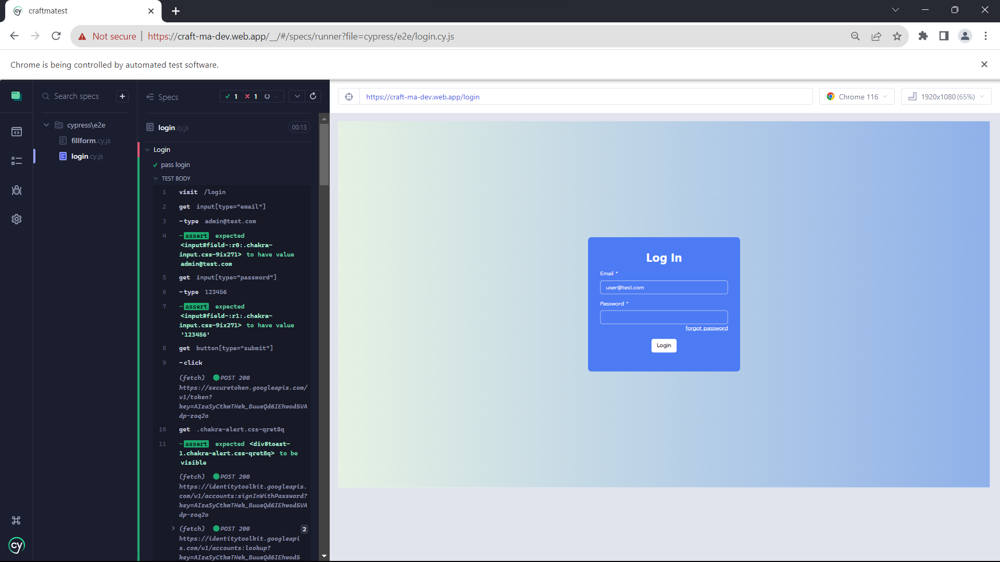 craftmatest
Not secure
https://craft-ma-dev.web.app/__/#/specs/runner?file=cypress/e2e/login.cy.js
Chrome is being controlled by automated test software.
Search specs
cypress\e2e
fillform.cy.js
login.cy.js
Specs
1 1 --
login.cy.js
00:13
Login
pass login
TEST BODY
1 visit /login
2 get input[type="email"]
3 -type admin@test.com
4 -assert expected
<input#field-:r0:.chakra-
input.css-9ix271> to have value
admin@test.com
5 get input[type="password"]
6 -type 123456
7 -assert expected
<input#field-:r1:.chakra-
input.css-9ix271> to have value
'123456'
8 get button[type="submit"]
9 -click
(fetch) POST 200
https://securetoken.googleapis.com/
v1/token?
key=AIzaSyCtkmTHek_BuueQd6IEhwod5VA
dp-zoq2o
10 get .chakra-alert.css-qret8q
11 -assert expected <div#toast-
1.chakra-alert.css-qret8q> to be
visible
(fetch) POST 200
https://identitytoolkit.googleapis.
com/v1/accounts:signInWithPassword?
key=AIzaSyCtkmTHek_BuueQd6IEhwod5VA
dp-zoq2o
(fetch) POST 200 2
https://identitytoolkit.googleapi
s.com/v1/accounts:lookup?
key=AIzaSyCtkmTHek_BuueQd6IEhwod5
cy
https://craft-ma-dev.web.app/login
Chrome 116
1920x1080 (65%)
Log In
Email *
user@test.com
Password *
forgot password
Login